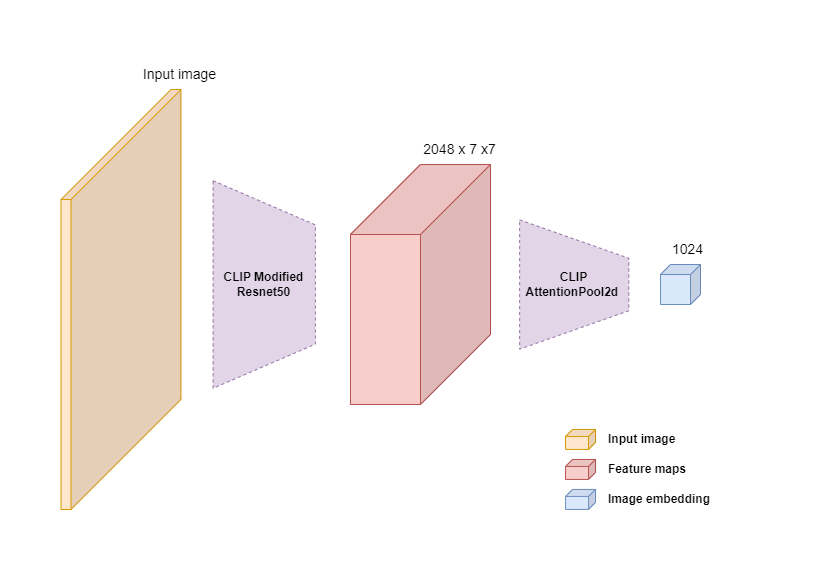 Input image
2048 x 7 x7
1024
CLIP Modified
Resnet50
CLIP
AttentionPool2d
Input image
Feature maps
Image embedding